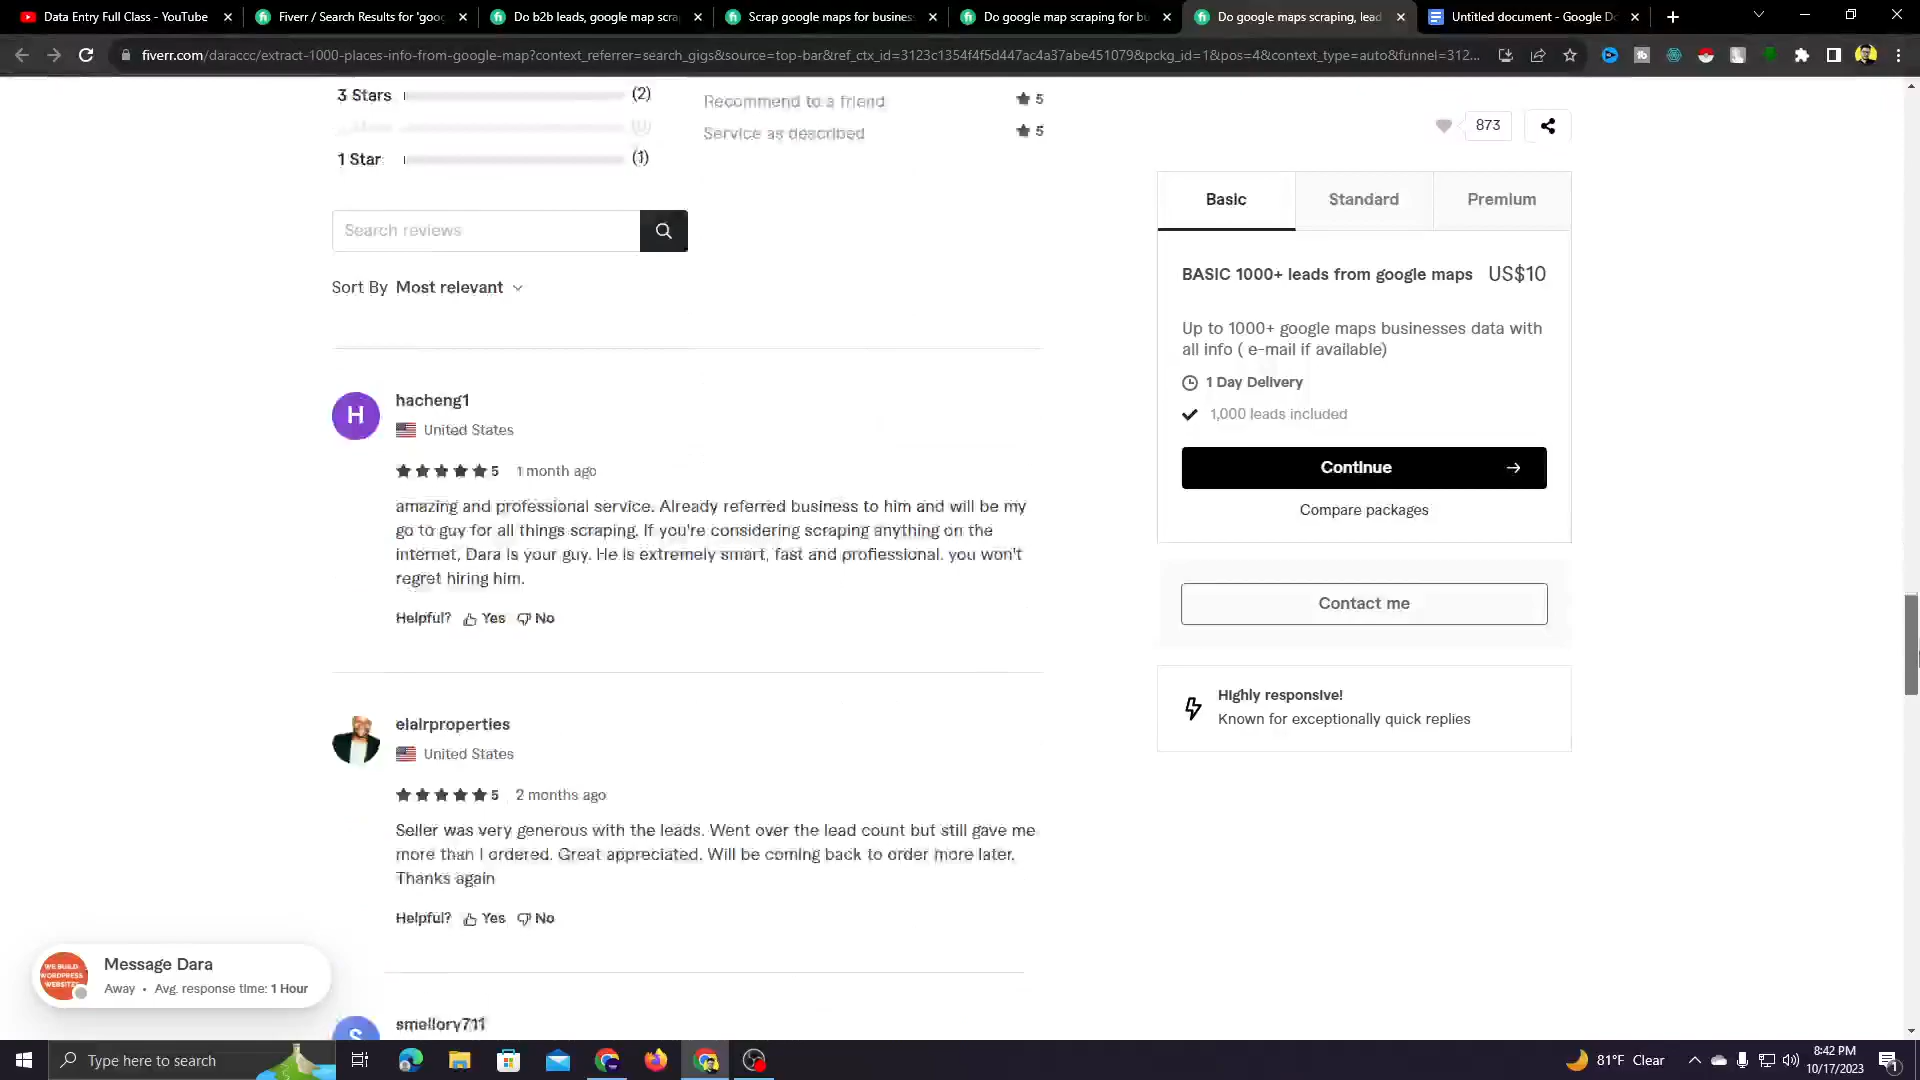 Data Entry Full Class - YouTube
Fiverr / Search Results for 'goog
Do b2b leads, google map scra
Scrap google maps for busines
Do google map scraping for bu
Do google maps scraping, lead
Untitled document - Google Do
fiverr.com/daraccc/extract-1000-places-info-from-google-map?context_referrer=search_gigs&source=top-bar&ref_ctx_id=3123c1354f4f5d447ac4a37abe451079&pckg_id=1&pos=4&context_type=auto&funnel=312...
3 Stars (2)
1 Star (1)
Recommend to a friend 5
Service as described 5
873
Search reviews
Sort By Most relevant
Basic Standard Premium
BASIC 1000+ leads from google maps US$10
Up to 1000+ google maps businesses data with
all info ( e-mail if available)
1 Day Delivery
1,000 leads included
Continue
Compare packages
Contact me
Highly responsive!
Known for exceptionally quick replies
H
hacheng1
United States
5 1 month ago
amazing and professional service. Already referred business to him and will be my
go to guy for all things scraping. If you're considering scraping anything on the
internet, Dara is your guy. He is extremely smart, fast and profiessional. you won't
regret hiring him.
Helpful? Yes No
elairproperties
United States
5 2 months ago
Seller was very generous with the leads. Went over the lead count but still gave me
more than I ordered. Great appreciated. Will be coming back to order more later.
Thanks again
Helpful? Yes No
S
smellory711
WE BUILD
WORDPRESS
WEBSITES
Message Dara
Away • Avg. response time: 1 Hour
Type here to search
81°F Clear
8:42 PM
10/17/2023
1